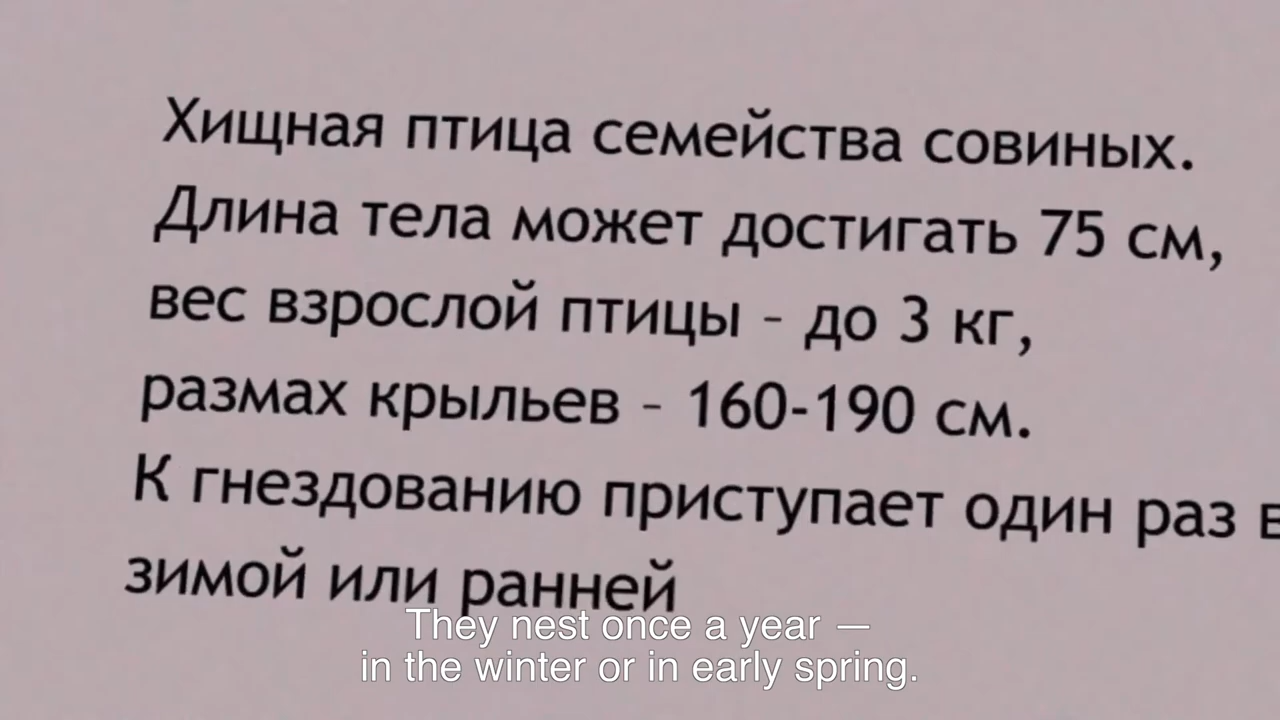 Хищная птица семейства совиных.
Длина тела может достигать 75 см,
вес взрослой птицы - до 3 кг,
размах крыльев - 160-190 см.
К гнездованию приступает один раз в
зимой или ранней
They nest once a year —
in the winter or in early spring.